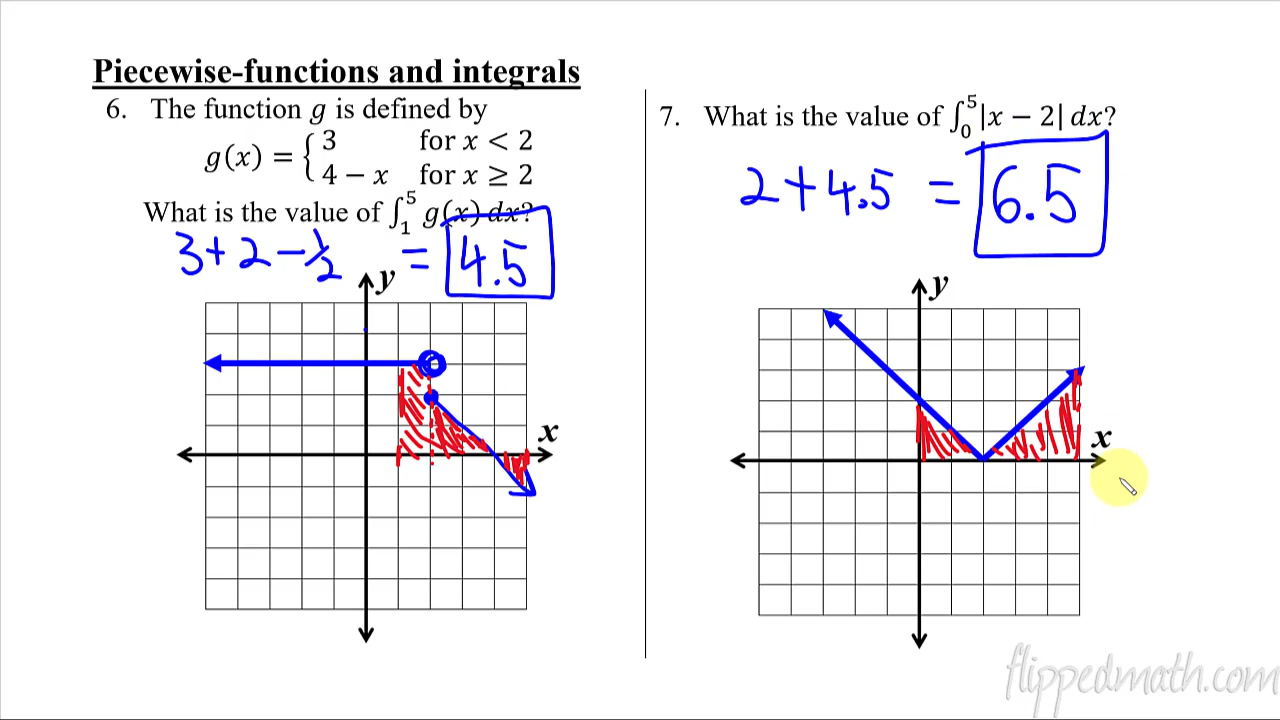 Piecewise-functions and integrals
6. The function g is defined by
g(x) = { 3 for x < 2
4 − x for x ≥ 2
What is the value of ∫₁⁵ g(x) dx?
3 + 2 − 1/2 = 4.5
y
x
7. What is the value of ∫₀⁵ |x − 2| dx?
2 + 4.5 = 6.5
y
x
flippedmath.com